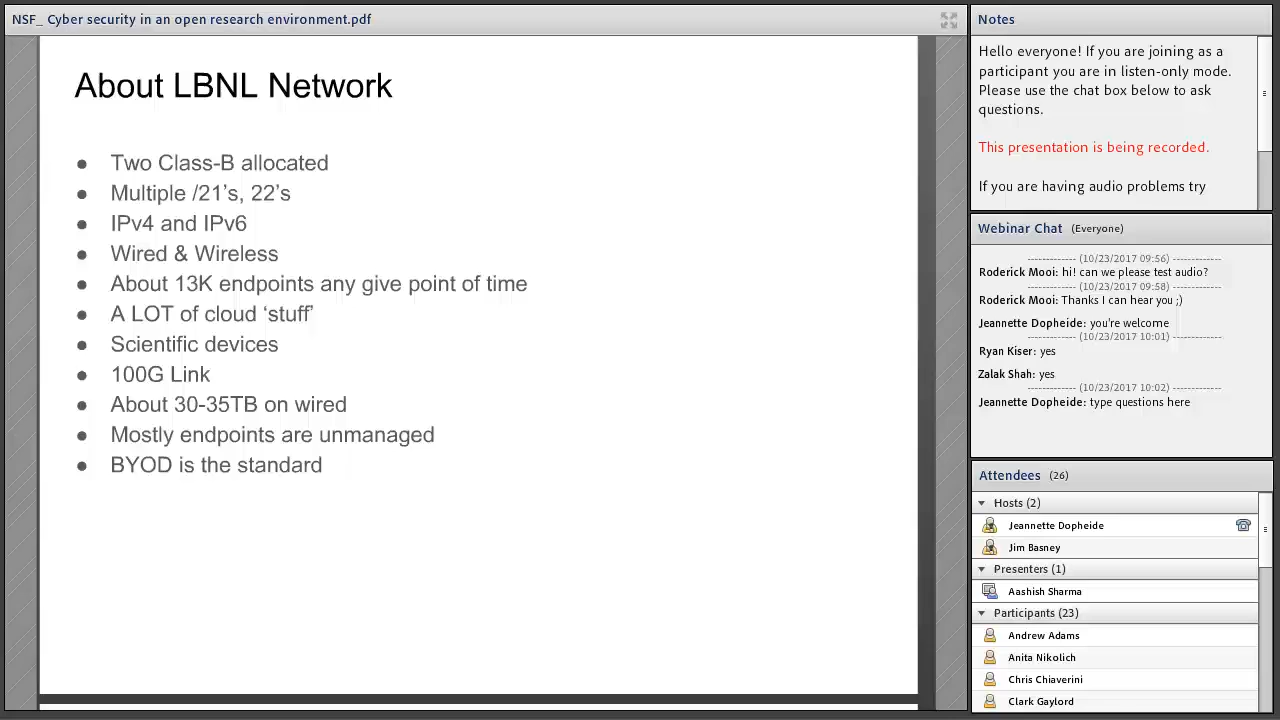 NSF_ Cyber security in an open research environment.pdf
About LBNL Network
● Two Class-B allocated
● Multiple /21’s, 22’s
● IPv4 and IPv6
● Wired & Wireless
● About 13K endpoints any give point of time
● A LOT of cloud ‘stuff’
● Scientific devices
● 100G Link
● About 30-35TB on wired
● Mostly endpoints are unmanaged
● BYOD is the standard
Notes
Hello everyone! If you are joining as a
participant you are in listen-only mode.
Please use the chat box below to ask
questions.
This presentation is being recorded.
If you are having audio problems try
Webinar Chat (Everyone)
------------ (10/23/2017 09:56) ------------
Roderick Mooi: hi! can we please test audio?
------------ (10/23/2017 09:58) ------------
Roderick Mooi: Thanks I can hear you ;)
Jeannette Dopheide: you're welcome
------------ (10/23/2017 10:01) ------------
Ryan Kiser: yes
Zalak Shah: yes
------------ (10/23/2017 10:02) ------------
Jeannette Dopheide: type questions here
Attendees (26)
Hosts (2)
Jeannette Dopheide
Jim Basney
Presenters (1)
Aashish Sharma
Participants (23)
Andrew Adams
Anita Nikolich
Chris Chiaverini
Clark Gaylord